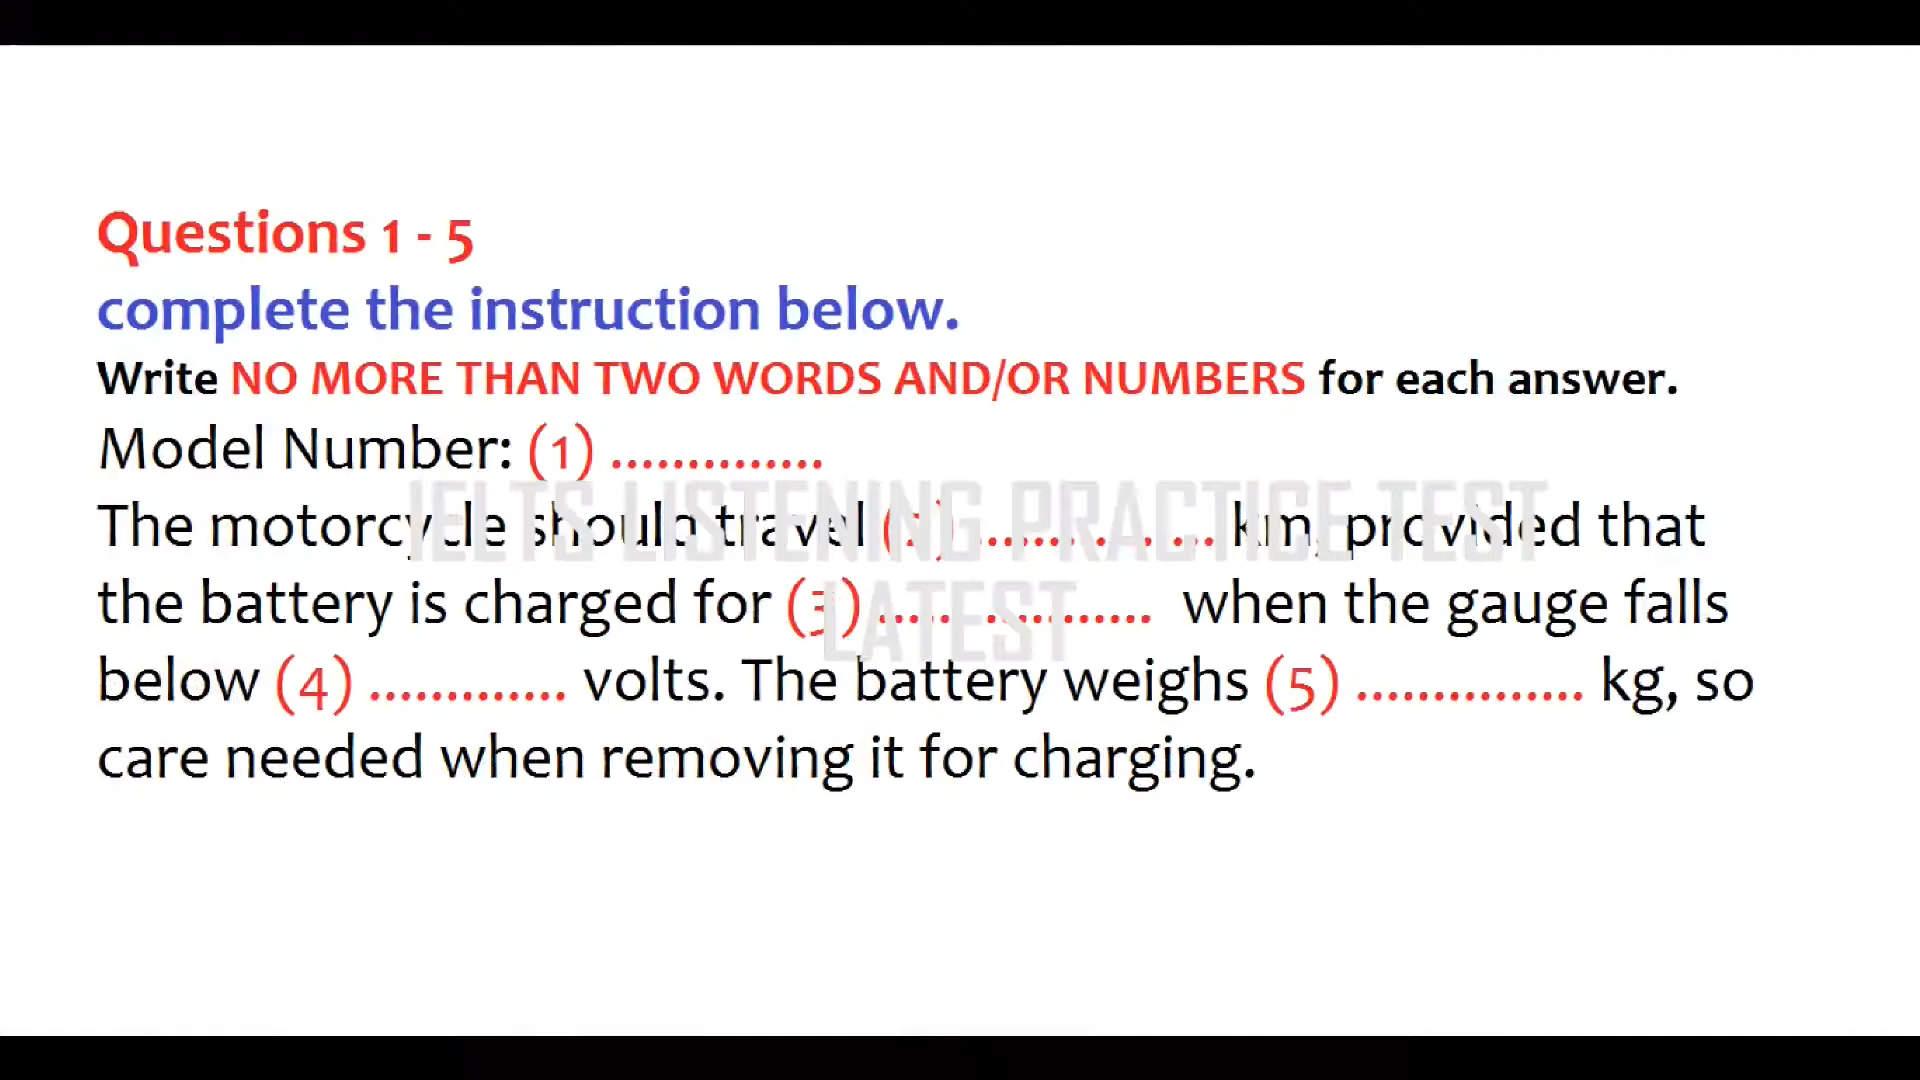 Questions 1 - 5
complete the instruction below.
Write NO MORE THAN TWO WORDS AND/OR NUMBERS for each answer.
Model Number: (1) ..............
The motorcycle should travel (2) ................ km, provided that
the battery is charged for (3) .................. when the gauge falls
below (4) ............. volts. The battery weighs (5) ............... kg, so
care needed when removing it for charging.
IELTS LISTENING PRACTICE TEST
LATEST